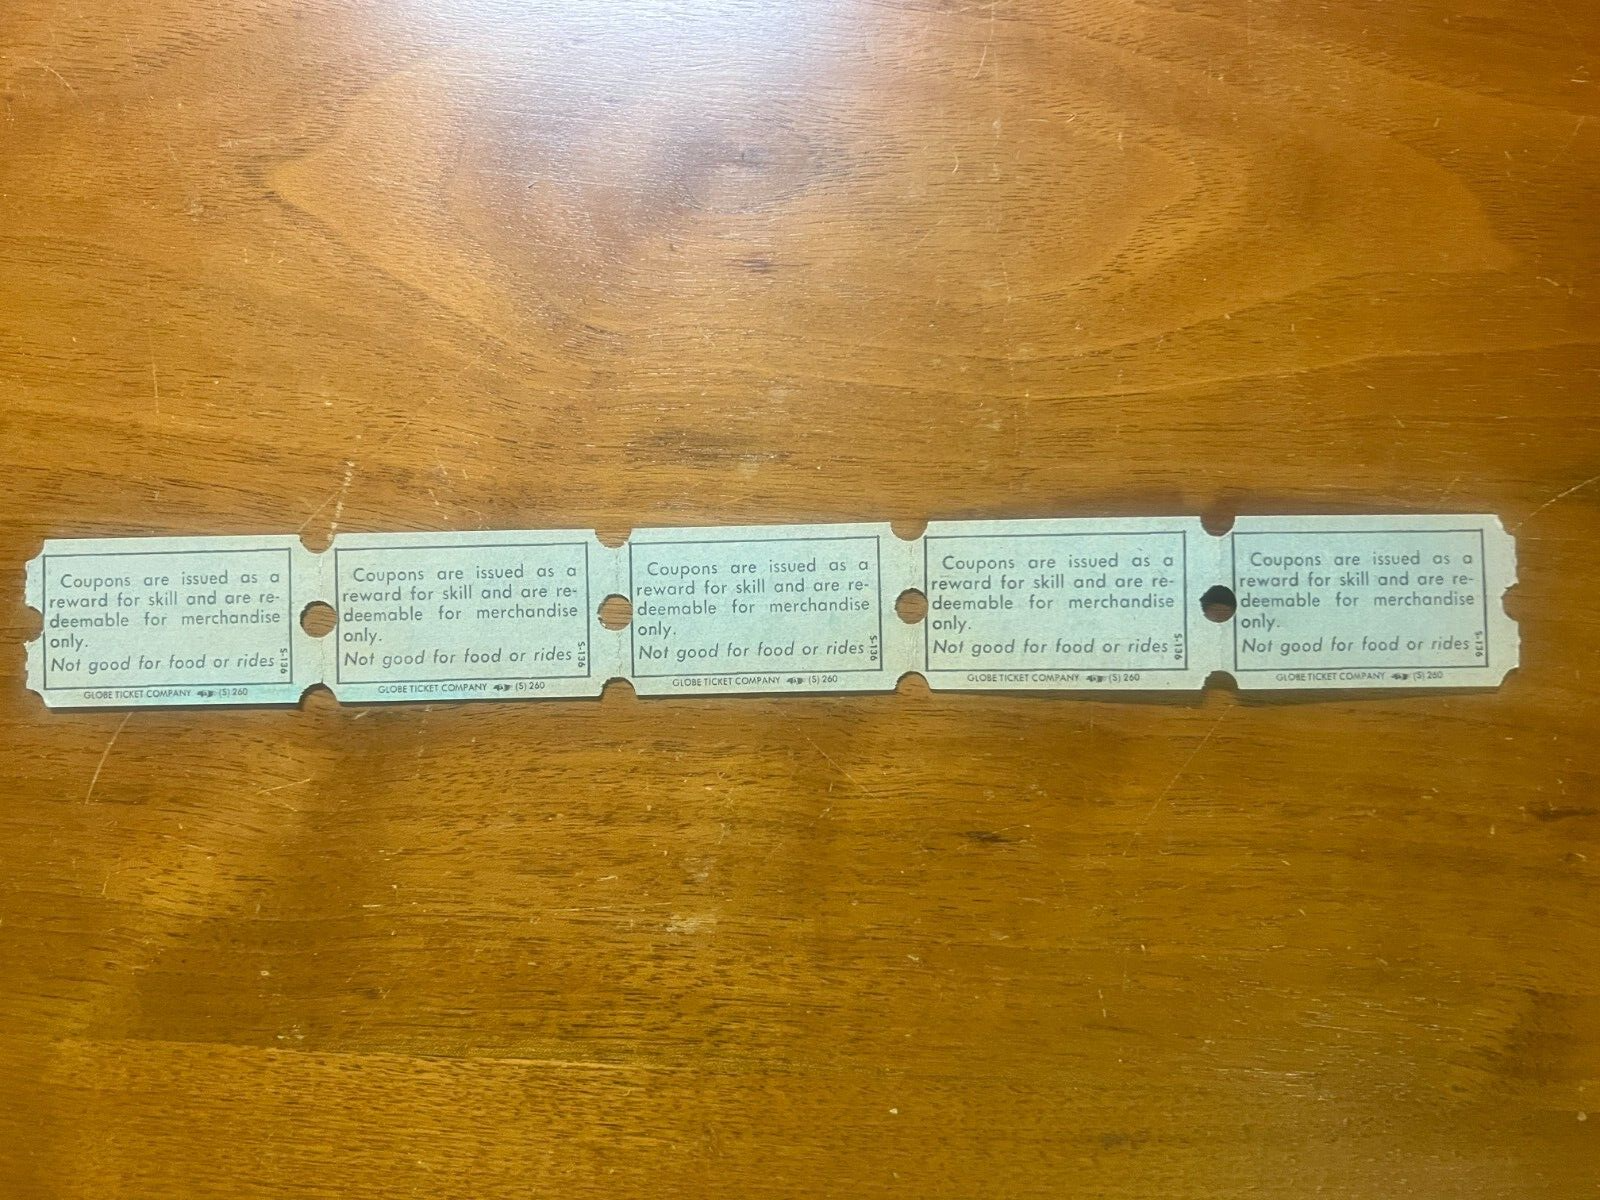 Coupons are issued as a
reward for skill and are re-
deemable for merchandise
only.
Not good for food or rides
S-136
GLOBE TICKET COMPANY (S) 260
Coupons are issued as a
reward for skill and are re-
deemable for merchandise
only.
Not good for food or rides
S-136
GLOBE TICKET COMPANY (S) 260
Coupons are issued as a
reward for skill and are re-
deemable for merchandise
only.
Not good for food or rides
S-136
GLOBE TICKET COMPANY (S) 260
Coupons are issued as a
reward for skill and are re-
deemable for merchandise
only.
Not good for food or rides
S-136
GLOBE TICKET COMPANY (S) 260
Coupons are issued as a
reward for skill and are re-
deemable for merchandise
only.
Not good for food or rides
S-136
GLOBE TICKET COMPANY (S) 260